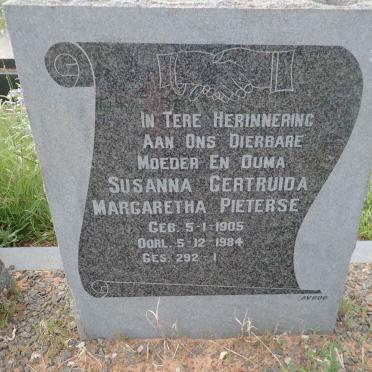 In Tere Herinnering
Aan Ons Dierbare
Moeder En Ouma
Susanna Gertruida
Margaretha Pieterse
Geb. 5-1-1905
Oorl. 5-12-1984
Ges. 292 1